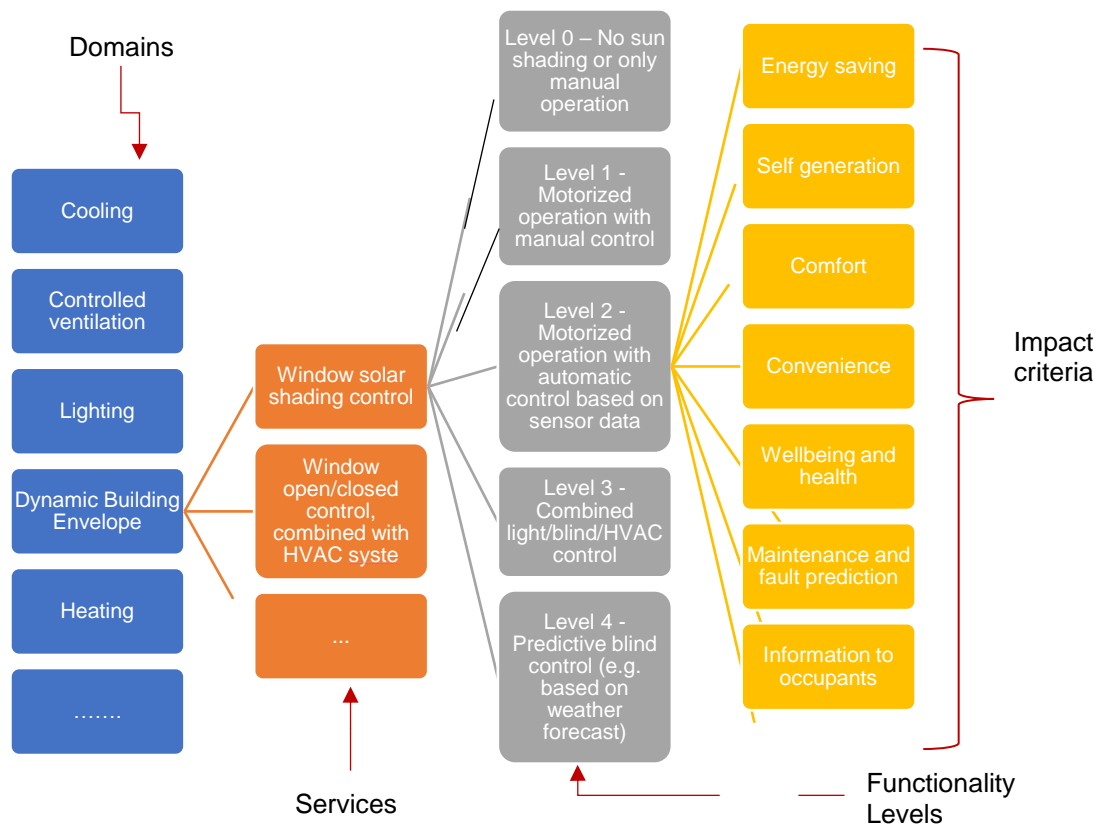 Domains
Cooling
Controlled
ventilation
Lighting
Dynamic Building
Envelope
Heating
.......
Window solar
shading control
Window
open/closed
control,
combined with
HVAC syste
...
Services
Level 0 – No sun
shading or only
manual
operation
Level 1 -
Motorized
operation with
manual control
Level 2 -
Motorized
operation with
automatic
control based on
sensor data
Level 3 -
Combined
light/blind/HVAC
control
Level 4 -
Predictive blind
control (e.g.
based on
weather
forecast)
Functionality
Levels
Energy saving
Self generation
Comfort
Convenience
Wellbeing and
health
Maintenance and
fault prediction
Information to
occupants
Impact
criteria